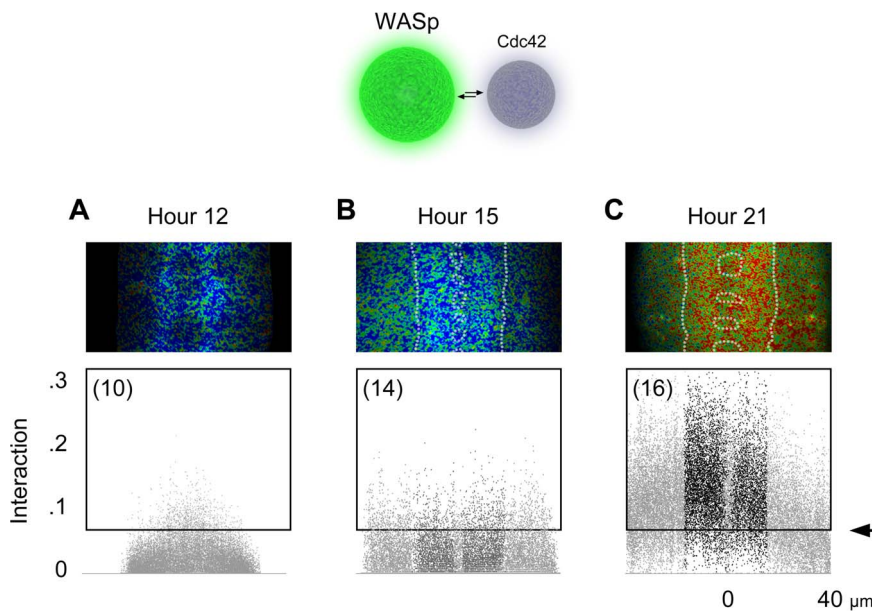 WASp
Cdc42
A Hour 12
B Hour 15
C Hour 21
Interaction
.3
.2
.1
0
(10)
(14)
(16)
0 40 µm